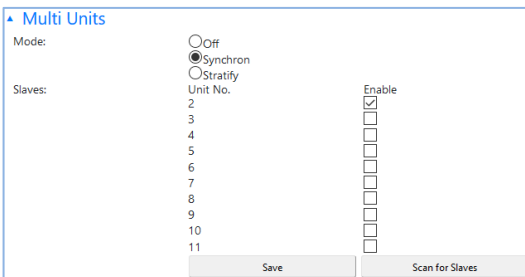 Multi Units
Mode: Off
Synchron
Stratify
Slaves: Unit No. Enable
2
3
4
5
6
7
8
9
10
11
Save Scan for Slaves